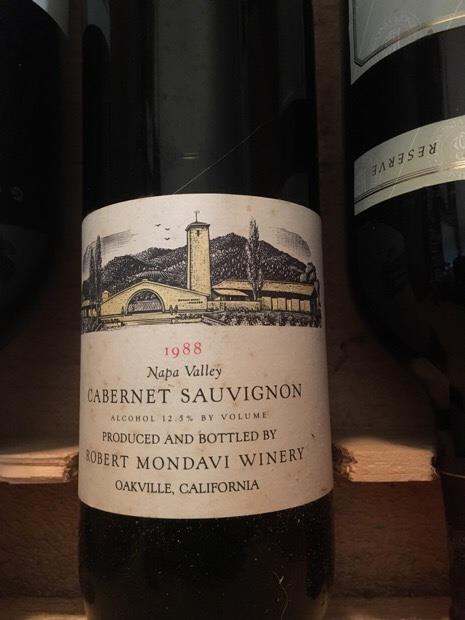 1988
Napa Valley
CABERNET SAUVIGNON
ALCOHOL 12.5% BY VOLUME
PRODUCED AND BOTTLED BY
ROBERT MONDAVI WINERY
OAKVILLE, CALIFORNIA
RESERVE